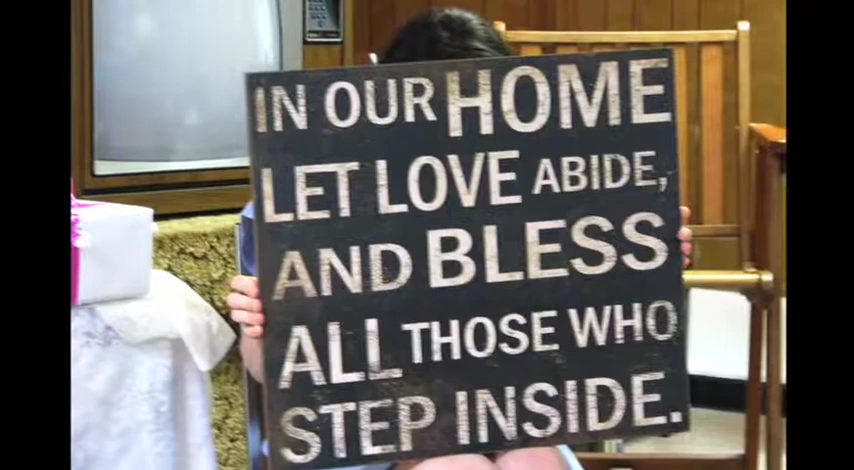 IN OUR HOME
LET LOVE ABIDE,
AND BLESS
ALL THOSE WHO
STEP INSIDE.